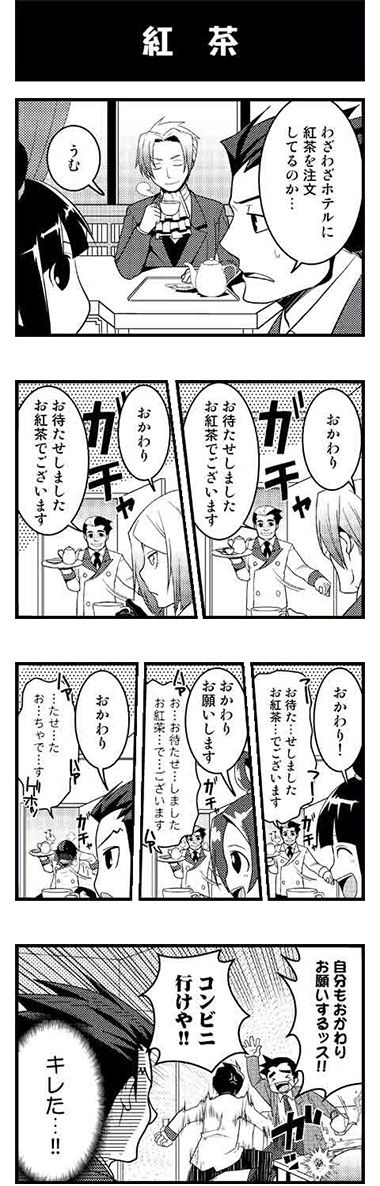 紅茶
わざわざホテルに
紅茶を注文
してるのか…
うむ
おかわり
ガチャ
お待たせしました
お紅茶でございます
おかわり
ガチャ
お待たせしました
お紅茶でございます
おかわり!
ガチャ
お待た…せしました
お紅茶…でございます
おかわり
お願いします
ガチャ
お…お待たせ…しました
お紅茶…で…ございます
おかわり
ガチャ
…たせ…た
お…ちゃで…す
自分もおかわり
お願いするッス!!
コンビニ
行けや!!
ガッ
キレた…!!